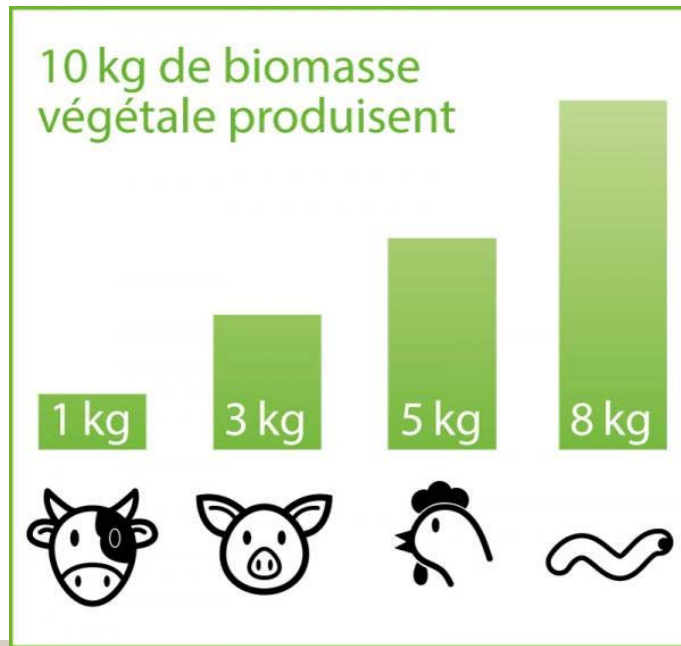 10 kg de biomasse
végétale produisent
1 kg
3 kg
5 kg
8 kg